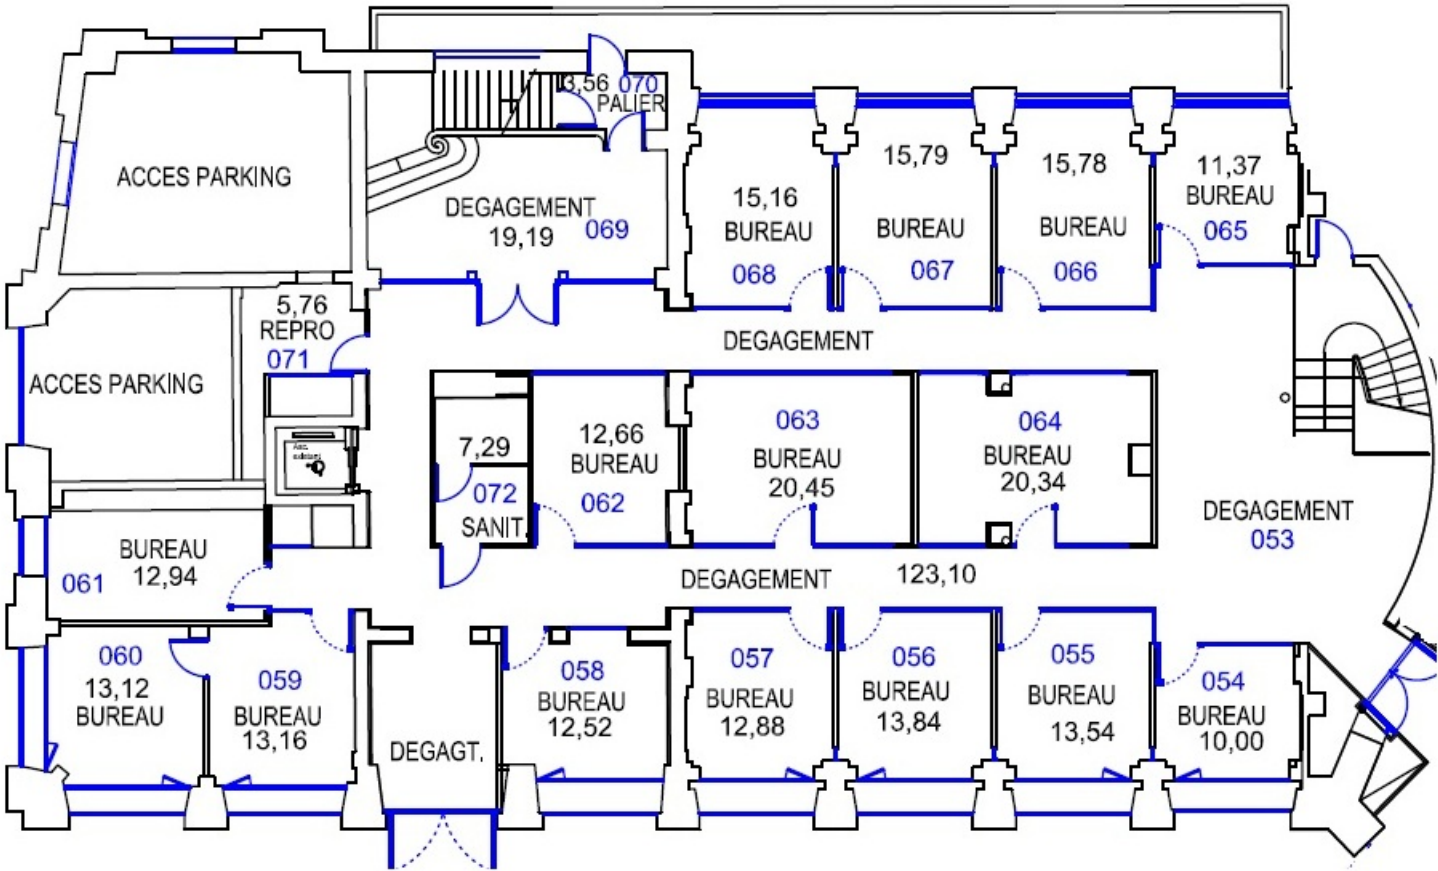 3,56
070
PALIER
ACCES PARKING
DEGAGEMENT
19,19
069
15,16
BUREAU
068
15,79
BUREAU
067
15,78
BUREAU
066
11,37
BUREAU
065
5,76
REPRO
071
DEGAGEMENT
ACCES PARKING
7,29
072
SANIT.
12,66
BUREAU
062
063
BUREAU
20,45
064
BUREAU
20,34
DEGAGEMENT
053
BUREAU
12,94
061
DEGAGEMENT
123,10
060
13,12
BUREAU
059
BUREAU
13,16
DEGAGT.
058
BUREAU
12,52
057
BUREAU
12,88
056
BUREAU
13,84
055
BUREAU
13,54
054
BUREAU
10,00